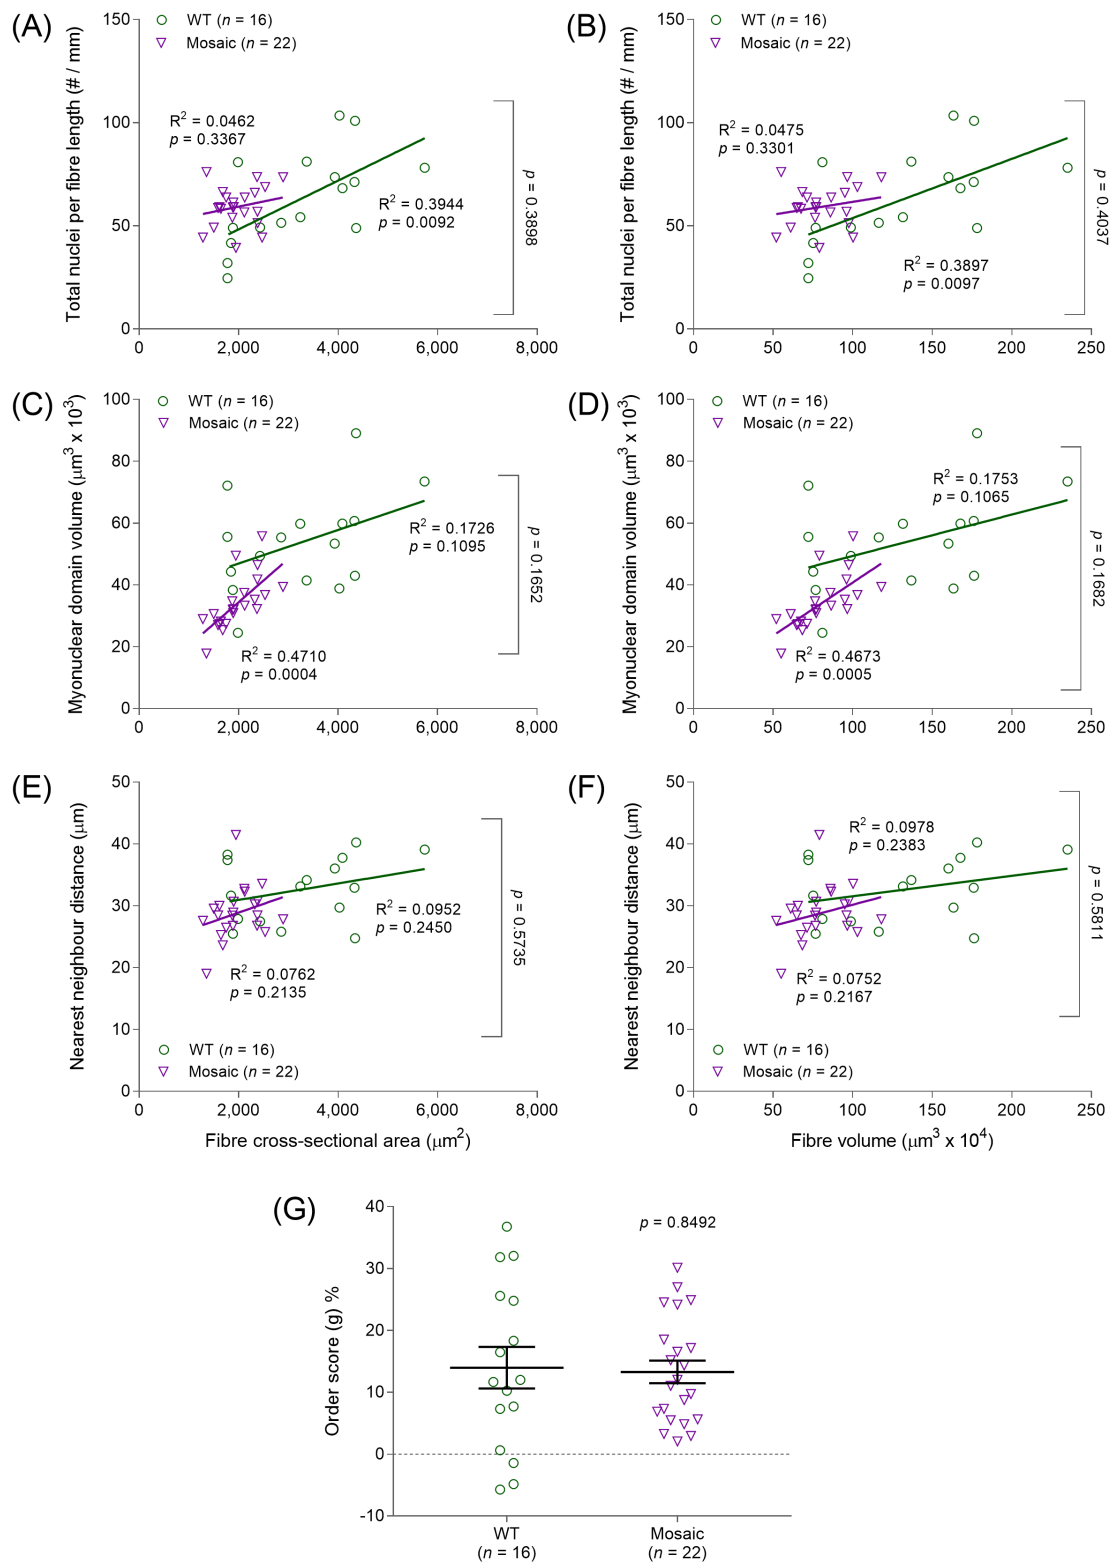 (A)
Total nuclei per fibre length (# / mm)
150
100
50
0
WT (n = 16)
Mosaic (n = 22)
R² = 0.0462
p = 0.3367
R² = 0.3944
p = 0.0092
p = 0.3898
0 2,000 4,000 6,000 8,000
(B)
Total nuclei per fibre length (# / mm)
150
100
50
0
WT (n = 16)
Mosaic (n = 22)
R² = 0.0475
p = 0.3301
R² = 0.3897
p = 0.0097
p = 0.4037
0 50 100 150 200 250
(C)
Myonuclear domain volume (μm³ x 10³)
100
80
60
40
20
0
WT (n = 16)
Mosaic (n = 22)
R² = 0.1726
p = 0.1095
R² = 0.4710
p = 0.0004
p = 0.1652
0 2,000 4,000 6,000 8,000
(D)
Myonuclear domain volume (μm³ x 10³)
100
80
60
40
20
0
WT (n = 16)
Mosaic (n = 22)
R² = 0.1753
p = 0.1065
R² = 0.4673
p = 0.0005
p = 0.1682
0 50 100 150 200 250
(E)
Nearest neighbour distance (μm)
50
40
30
20
10
0
R² = 0.0952
p = 0.2450
R² = 0.0762
p = 0.2135
p = 0.5735
WT (n = 16)
Mosaic (n = 22)
0 2,000 4,000 6,000 8,000
Fibre cross-sectional area (μm²)
(F)
Nearest neighbour distance (μm)
50
40
30
20
10
0
R² = 0.0978
p = 0.2383
R² = 0.0752
p = 0.2167
p = 0.5811
WT (n = 16)
Mosaic (n = 22)
0 50 100 150 200 250
Fibre volume (μm³ x 10⁴)
(G)
Order score (g) %
40
30
20
10
0
-10
p = 0.8492
WT Mosaic
(n = 16) (n = 22)